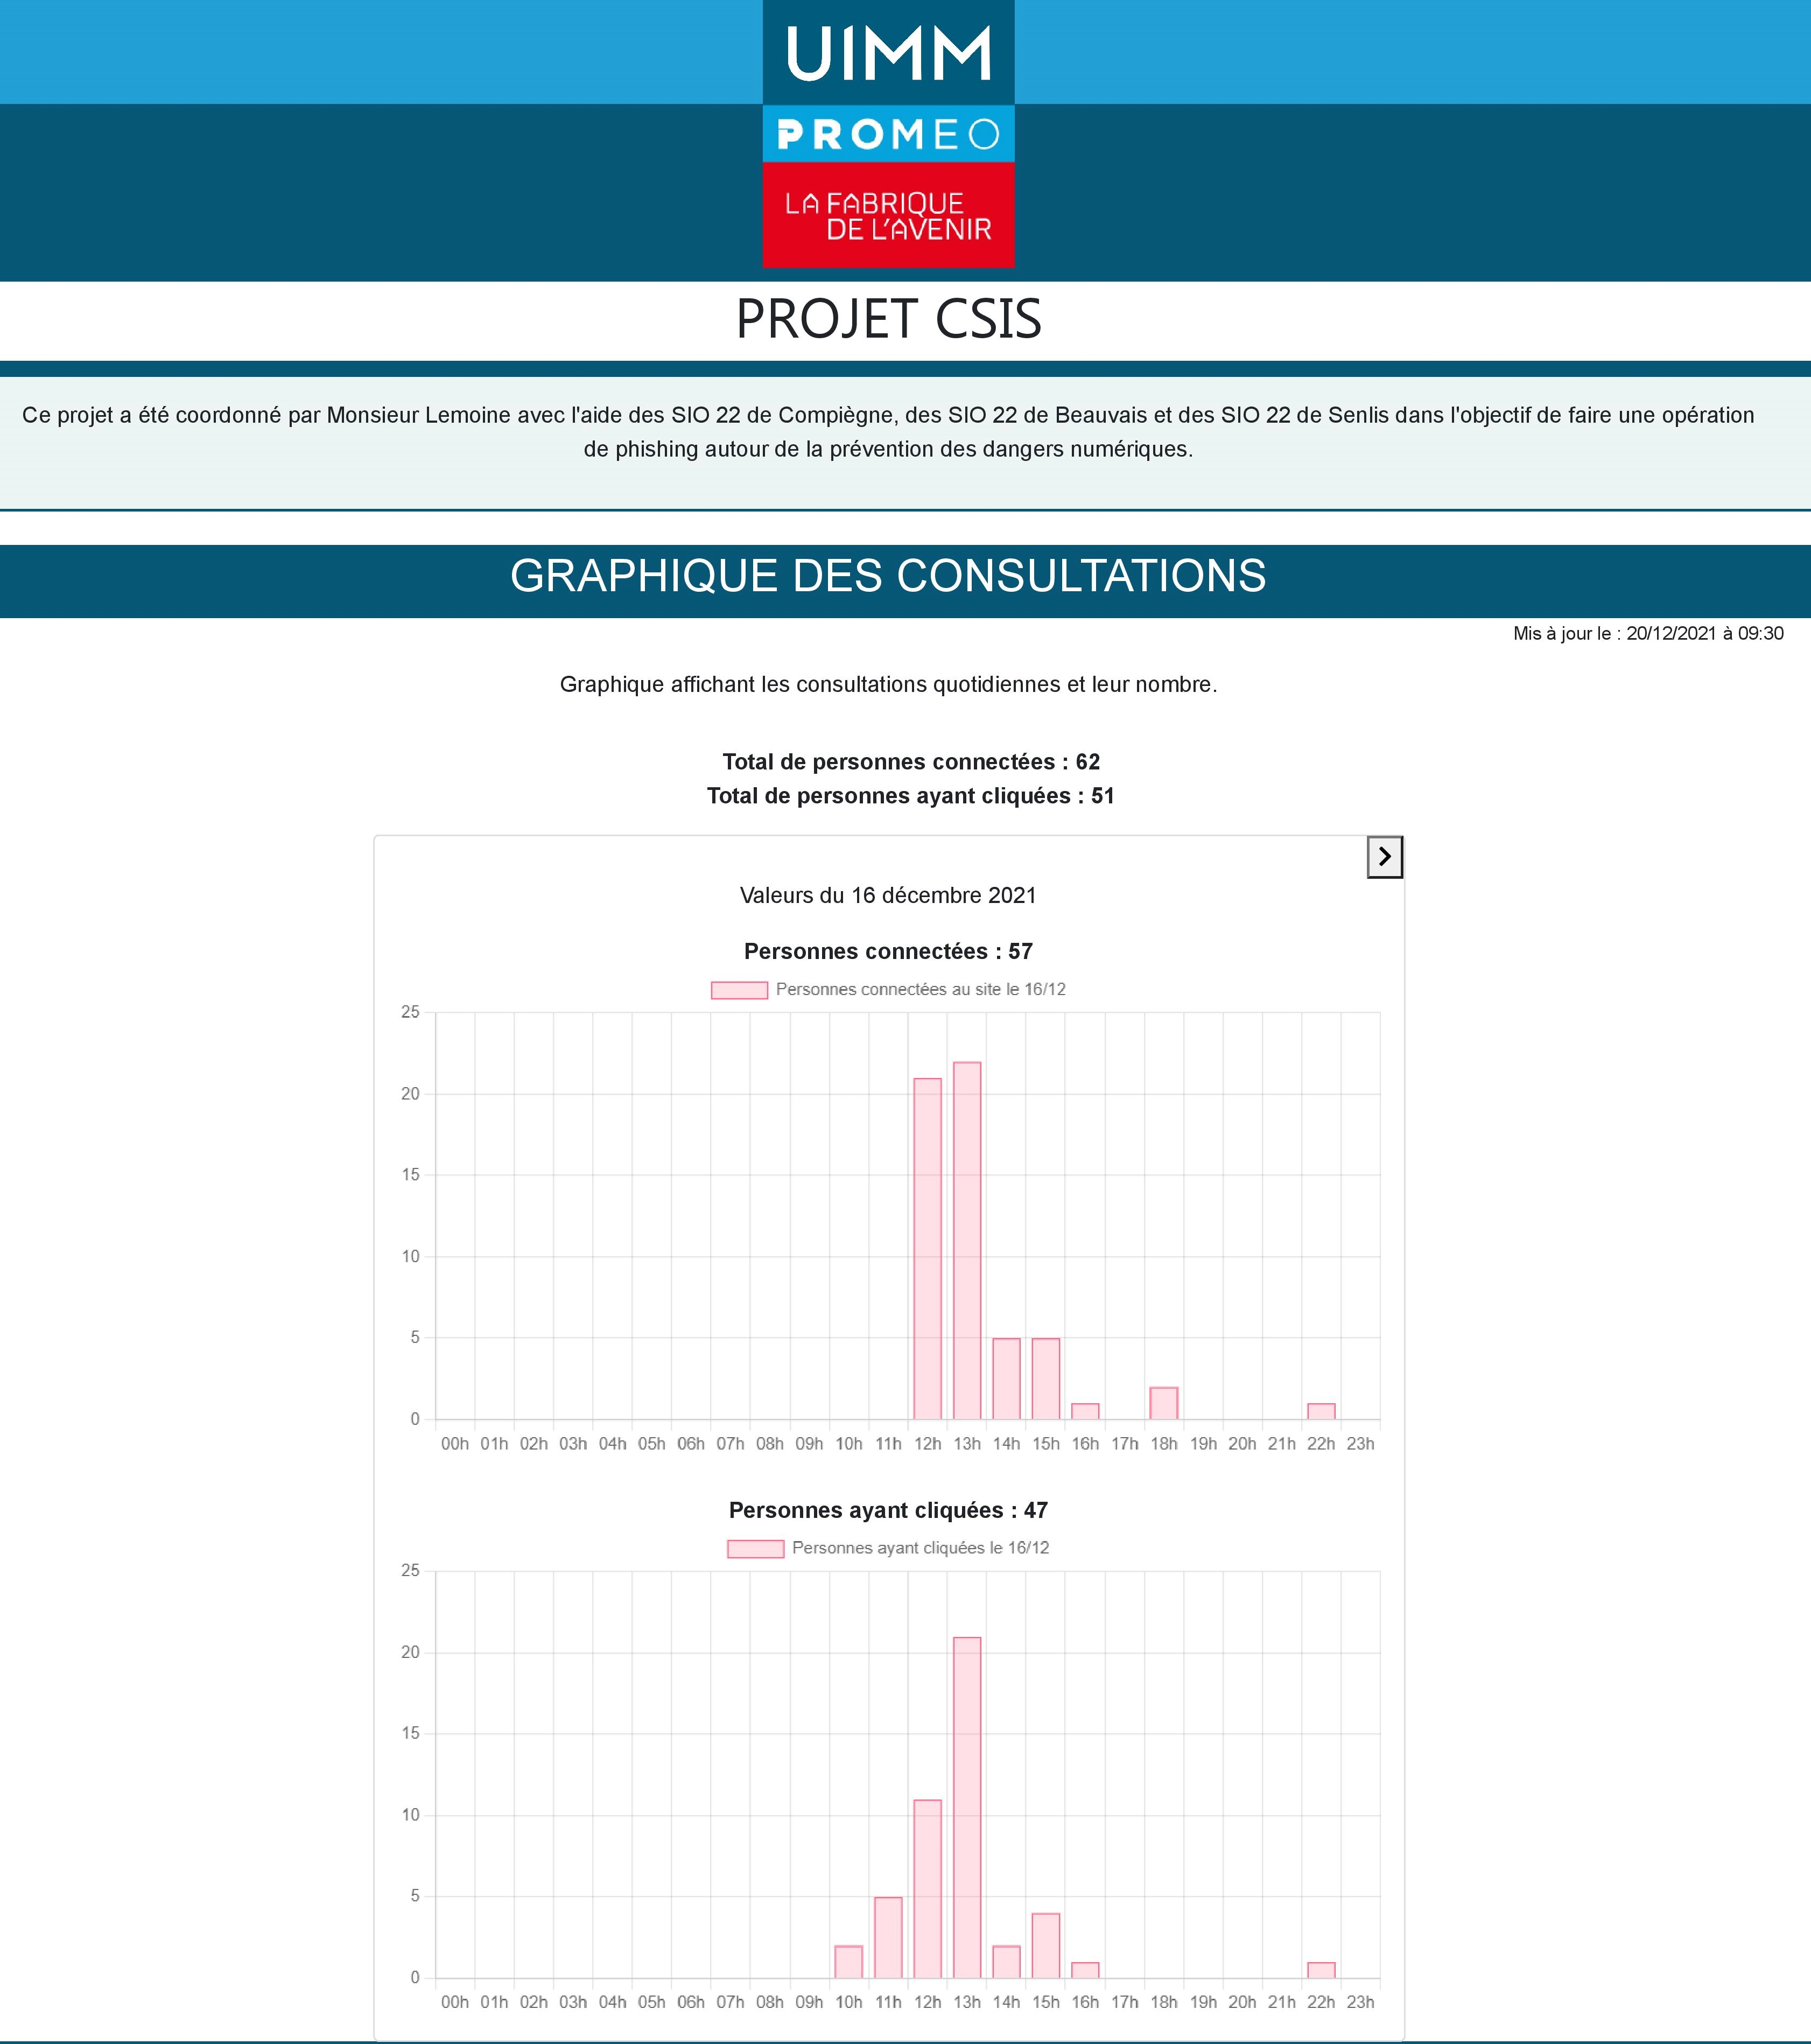 UIMM
PROMEO
LA FABRIQUE
DE L'AVENIR
PROJET CSIS
Ce projet a été coordonné par Monsieur Lemoine avec l'aide des SIO 22 de Compiègne, des SIO 22 de Beauvais et des SIO 22 de Senlis dans l'objectif de faire une opération
de phishing autour de la prévention des dangers numériques.
GRAPHIQUE DES CONSULTATIONS
Mis à jour le : 20/12/2021 à 09:30
Graphique affichant les consultations quotidiennes et leur nombre.
Total de personnes connectées : 62
Total de personnes ayant cliquées : 51
Valeurs du 16 décembre 2021
Personnes connectées : 57
Personnes connectées au site le 16/12
25
20
15
10
5
0
00h 01h 02h 03h 04h 05h 06h 07h 08h 09h 10h 11h 12h 13h 14h 15h 16h 17h 18h 19h 20h 21h 22h 23h
Personnes ayant cliquées : 47
Personnes ayant cliquées le 16/12
25
20
15
10
5
0
00h 01h 02h 03h 04h 05h 06h 07h 08h 09h 10h 11h 12h 13h 14h 15h 16h 17h 18h 19h 20h 21h 22h 23h